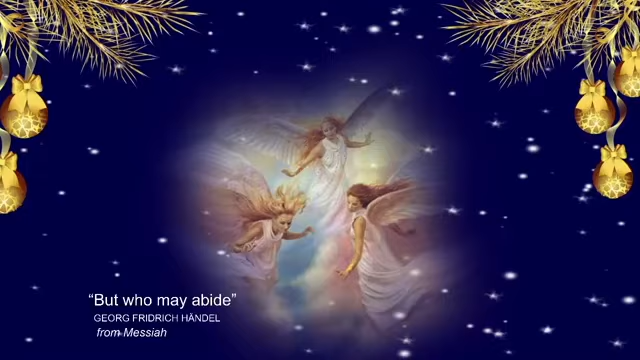 “But who may abide”
GEORG FRIDRICH HÄNDEL
from Messiah